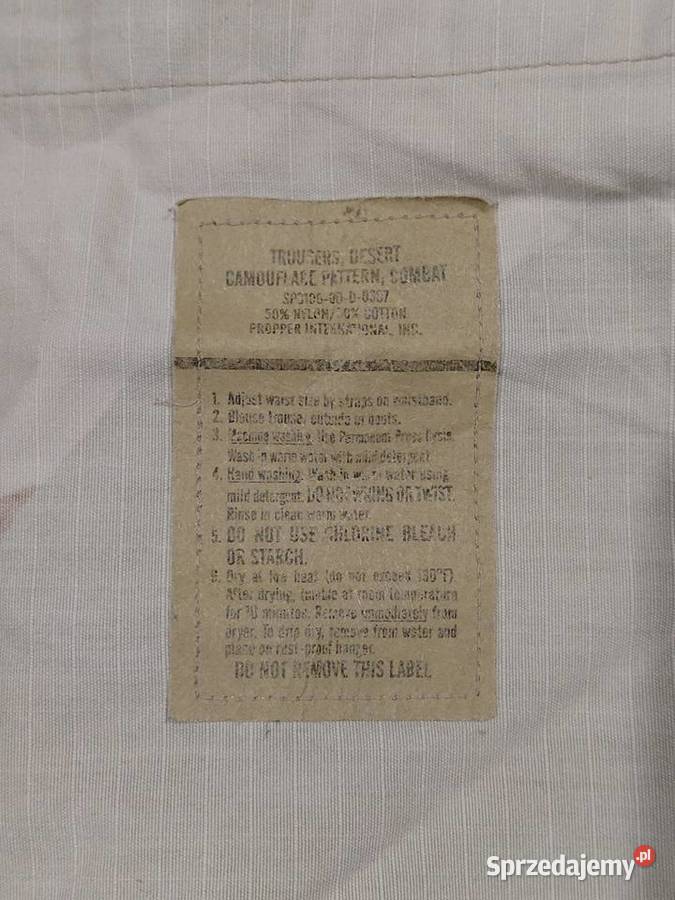 TROUSERS, DESERT
CAMOUFLAGE PATTERN, COMBAT
50% NYLON/50% COTTON
PROPPER INTERNATIONAL, INC.
1. Adjust waist size by straps on waistband.
2. Blouse trouser outside of boots.
3. Machine washing. Use Permanent Press Cycle.
Wash in warm water with mild detergent.
4. Hand washing. Wash in warm water using
mild detergent. DO NOT WRING OR TWIST.
Rinse in clean warm water.
5. DO NOT USE CHLORINE BLEACH
OR STARCH.
6. Dry at low heat (do not exceed 130°F).
After drying, tumble at room temperature
for 10 minutes. Remove immediately from
dryer. To drip dry, remove from water and
place on rust-proof hanger.
DO NOT REMOVE THIS LABEL
Sprzedajemy.pl